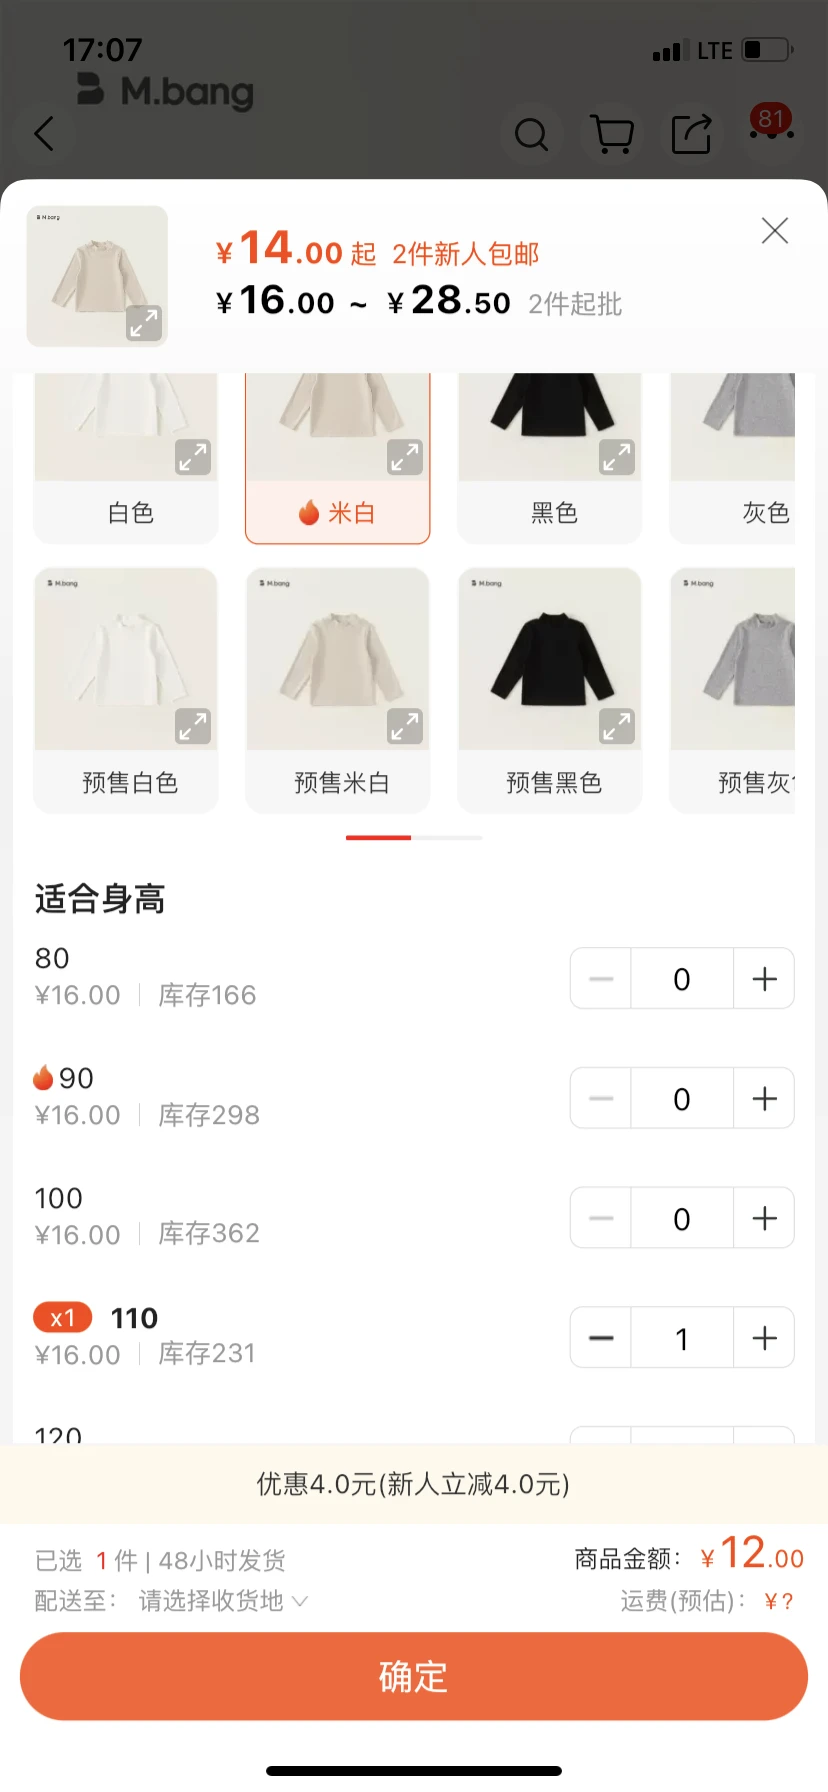 17:07
LTE
M.bang
81
M.bang
¥14.00起 2件新人包邮
¥16.00 ~ ¥28.50 2件起批
白色
米白
黑色
灰色
M.bang
M.bang
M.bang
M.bang
预售白色
预售米白
预售黑色
预售灰
适合身高
80
¥16.00 库存166
0
90
¥16.00 库存298
0
100
¥16.00 库存362
0
x1 110
¥16.00 库存231
1
120
优惠4.0元(新人立减4.0元)
已选 1 件 | 48小时发货
商品金额: ¥12.00
配送至: 请选择收货地
运费(预估): ¥?
确定